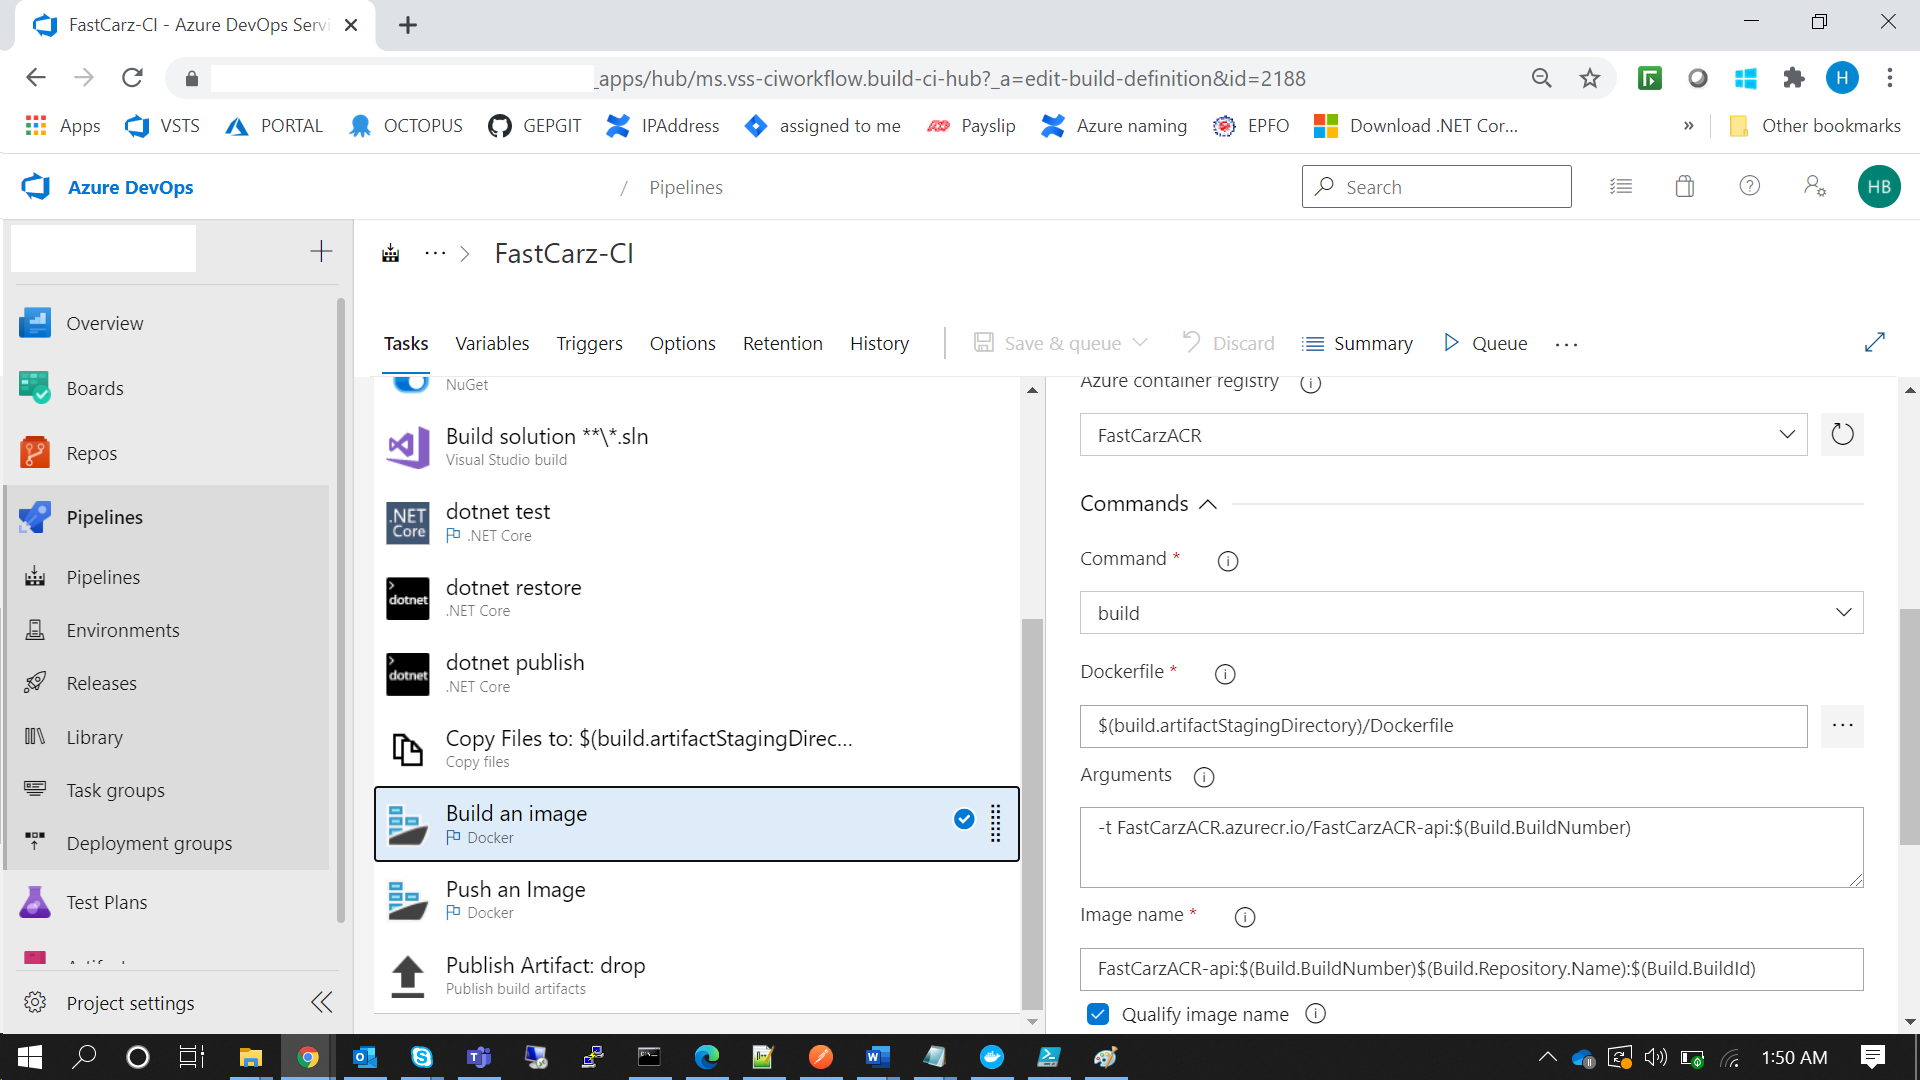 FastCarz-CI - Azure DevOps Servi
_apps/hub/ms.vss-ciworkflow.build-ci-hub?_a=edit-build-definition&id=2188
H
Apps
VSTS
PORTAL
OCTOPUS
GEPGIT
IPAddress
assigned to me
Payslip
Azure naming
EPFO
Download .NET Cor...
»
Other bookmarks
Azure DevOps
/ Pipelines
Search
HB
FastCarz-CI
Overview
Boards
Repos
Pipelines
Pipelines
Environments
Releases
Library
Task groups
Deployment groups
Test Plans
Project settings
Tasks
Variables
Triggers
Options
Retention
History
Save & queue
Discard
Summary
Queue
NuGet
Build solution **\*.sln
Visual Studio build
.NET
Core
dotnet test
.NET Core
dotnet
dotnet restore
.NET Core
dotnet
dotnet publish
.NET Core
Copy Files to: $(build.artifactStagingDirec...
Copy files
Build an image
Docker
Push an Image
Docker
Publish Artifact: drop
Publish build artifacts
Azure container registry
FastCarzACR
Commands
Command *
build
Dockerfile *
$(build.artifactStagingDirectory)/Dockerfile
Arguments
-t FastCarzACR.azurecr.io/FastCarzACR-api:$(Build.BuildNumber)
Image name *
FastCarzACR-api:$(Build.BuildNumber)$(Build.Repository.Name):$(Build.BuildId)
Qualify image name
1:50 AM